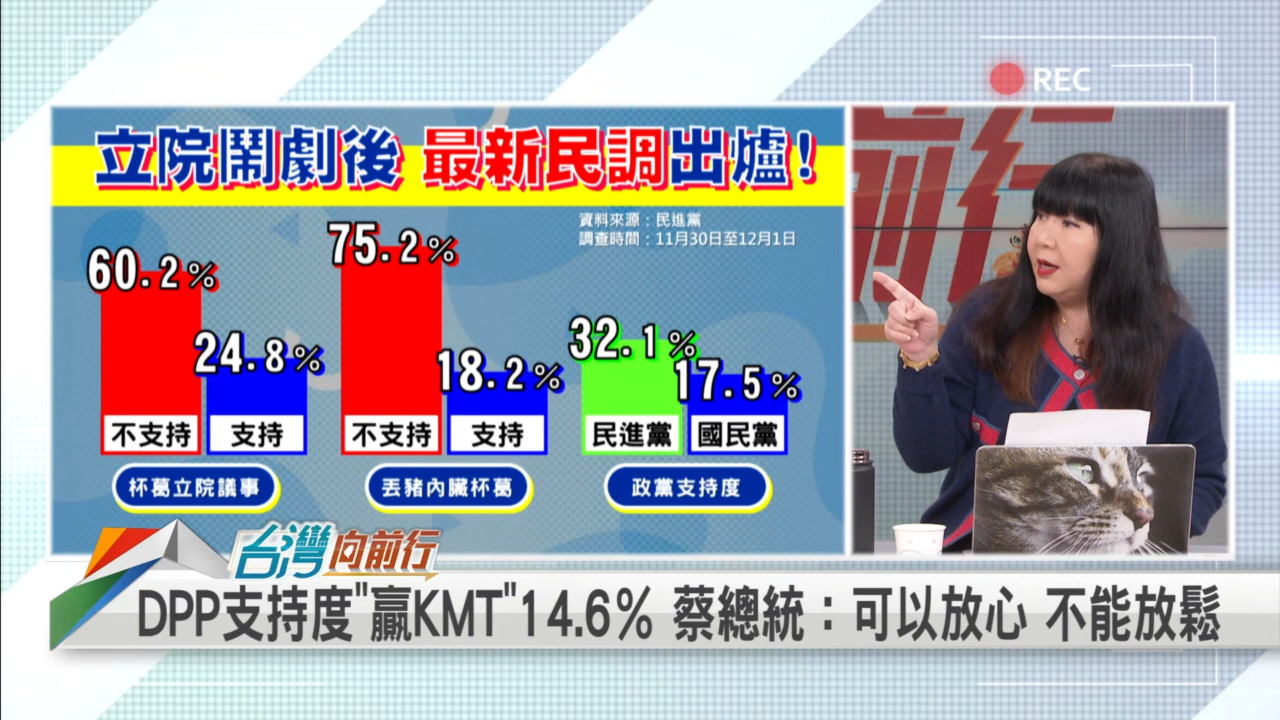 REC
立院鬧劇後 最新民調出爐!
資料來源：民進黨
調查時間：11月30日至12月1日
60.2%
24.8%
75.2%
18.2%
32.1%
17.5%
不支持
支持
不支持
支持
民進黨
國民黨
杯葛立院議事
丟豬內臟杯葛
政黨支持度
前行
台灣向前行
DPP支持度"贏KMT"14.6% 蔡總統：可以放心 不能放鬆